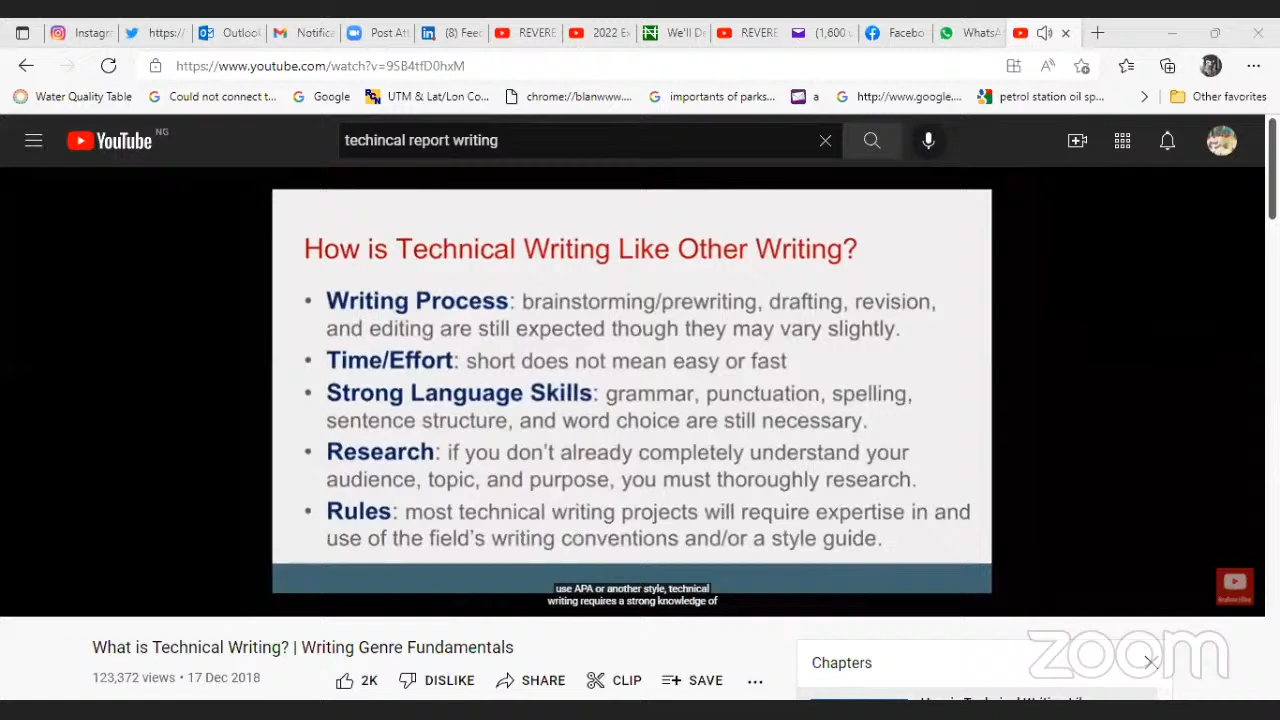 Instagr
https:/
Outlool
Notifica
Post Att
(8) Feed
REVERE
2022 Ex
We'll De
REVERE
(1,600 u
Facebo
WhatsA
https://www.youtube.com/watch?v=9SB4tfD0hxM
Water Quality Table
Could not connect t...
Google
UTM & Lat/Lon Co...
chrome://blanwww....
importants of parks...
a
http://www.google....
petrol station oil sp...
Other favorites
YouTube NG
techincal report writing
How is Technical Writing Like Other Writing?
• Writing Process: brainstorming/prewriting, drafting, revision,
and editing are still expected though they may vary slightly.
• Time/Effort: short does not mean easy or fast
• Strong Language Skills: grammar, punctuation, spelling,
sentence structure, and word choice are still necessary.
• Research: if you don't already completely understand your
audience, topic, and purpose, you must thoroughly research.
• Rules: most technical writing projects will require expertise in and
use of the field's writing conventions and/or a style guide.
use APA or another style, technical
writing requires a strong knowledge of
Subscribe
What is Technical Writing? | Writing Genre Fundamentals
123,372 views • 17 Dec 2018
2K
DISLIKE
SHARE
CLIP
SAVE
Chapters
zoom